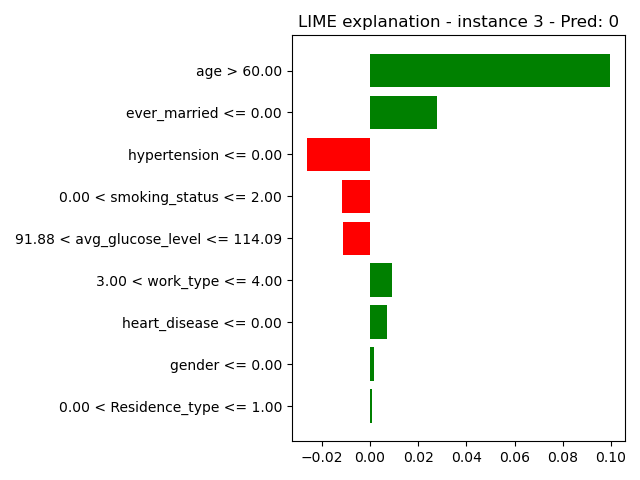 LIME explanation - instance 3 - Pred: 0
age > 60.00
ever_married <= 0.00
hypertension <= 0.00
0.00 < smoking_status <= 2.00
91.88 < avg_glucose_level <= 114.09
3.00 < work_type <= 4.00
heart_disease <= 0.00
gender <= 0.00
0.00 < Residence_type <= 1.00
−0.02 0.00 0.02 0.04 0.06 0.08 0.10